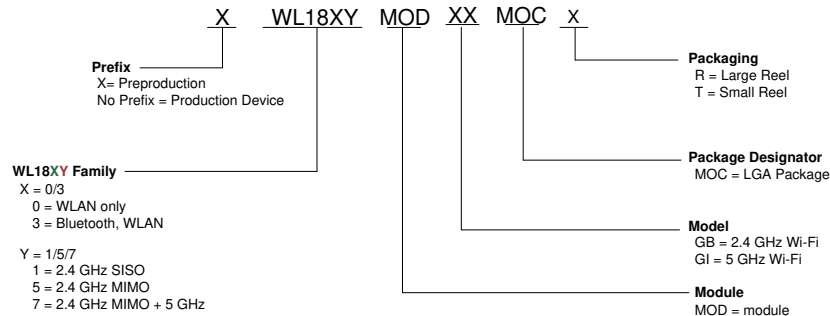 X WL18XY MOD XX MOC X
Prefix
X= Preproduction
No Prefix = Production Device
WL18XY Family
X = 0/3
0 = WLAN only
3 = Bluetooth, WLAN
Y = 1/5/7
1 = 2.4 GHz SISO
5 = 2.4 GHz MIMO
7 = 2.4 GHz MIMO + 5 GHz
Packaging
R = Large Reel
T = Small Reel
Package Designator
MOC = LGA Package
Model
GB = 2.4 GHz Wi-Fi
GI = 5 GHz Wi-Fi
Module
MOD = module